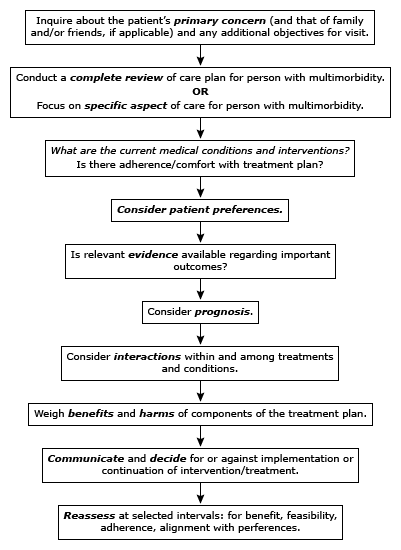 Inquire about the patient's primary concern (and that of family
and/or friends, if applicable) and any additional objectives for visit.
Conduct a complete review of care plan for person with multimorbidity.
OR
Focus on specific aspect of care for person with multimorbidity.
What are the current medical conditions and interventions?
Is there adherence/comfort with treatment plan?
Consider patient preferences.
Is relevant evidence available regarding important
outcomes?
Consider prognosis.
Consider interactions within and among treatments
and conditions.
Weigh benefits and harms of components of the treatment plan.
Communicate and decide for or against implementation or
continuation of intervention/treatment.
Reassess at selected intervals: for benefit, feasibility,
adherence, alignment with perferences.